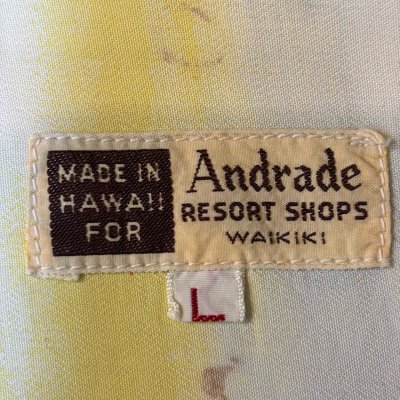 MADE IN
HAWAII
FOR
Andrade
RESORT SHOPS
WAIKIKI
L